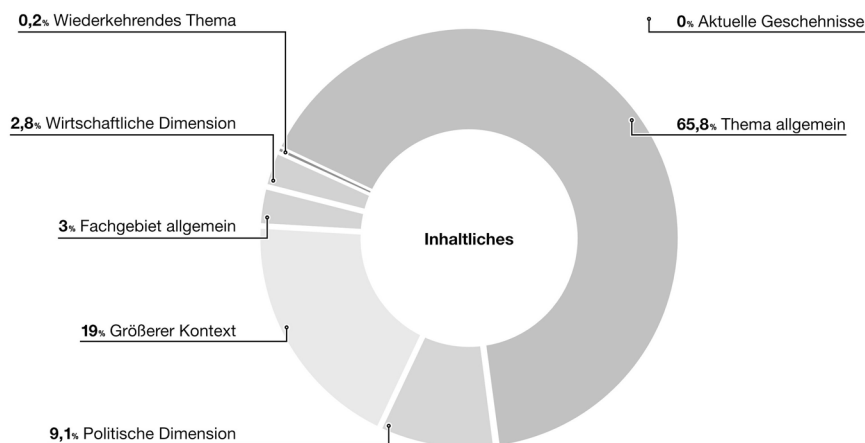 0,2% Wiederkehrendes Thema
0% Aktuelle Geschehnisse
2,8% Wirtschaftliche Dimension
65,8% Thema allgemein
3% Fachgebiet allgemein
Inhaltliches
19% Größerer Kontext
9,1% Politische Dimension